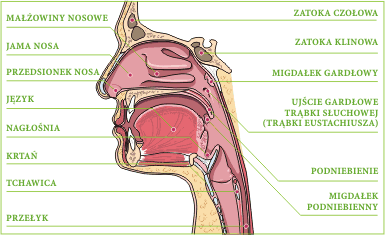 MAŁŻOWINY NOSOWE
JAMA NOSA
PRZEDSIONEK NOSA
JĘZYK
NAGŁOŚNIA
KRTAŃ
TCHAWICA
PRZEŁYK
ZATOKA CZOŁOWA
ZATOKA KLINOWA
MIGDAŁEK GARDŁOWY
UJŚCIE GARDŁOWE
TRĄBKI SŁUCHOWEJ
(TRĄBKI EUSTACHIUSZA)
PODNIEBIENIE
MIGDAŁEK
PODNIEBIENNY